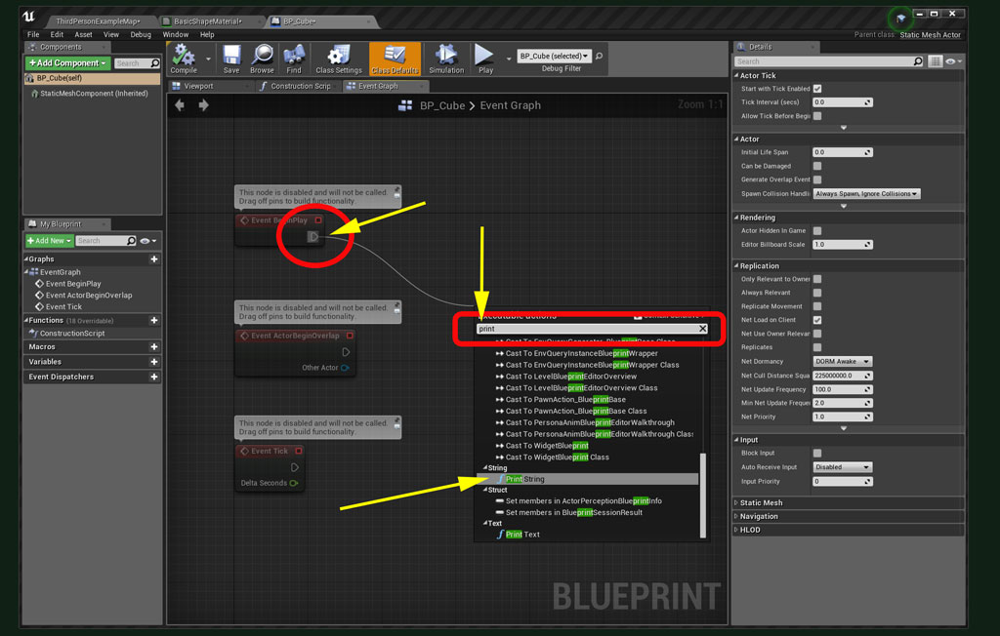 ThirdPersonExampleMap•
BasicShapeMaterial•
BP_Cube•
File Edit Asset View Debug Window Help
Parent class: Static Mesh Actor
Components
+Add Component
Search
BP_Cube(self)
StaticMeshComponent (Inherited)
Compile
Save
Browse
Find
Class Settings
Class Defaults
Simulation
Play
BP_Cube (selected)
Debug Filter
Viewport
Construction Scrip
Event Graph
BP_Cube > Event Graph
Zoom 1:1
My Blueprint
+Add New
Search
Graphs
EventGraph
Event BeginPlay
Event ActorBeginOverlap
Event Tick
Functions (18 Overridable)
ConstructionScript
Macros
Variables
Event Dispatchers
This node is disabled and will not be called.
Drag off pins to build functionality.
Event BeginPlay
This node is disabled and will not be called.
Drag off pins to build functionality.
Event ActorBeginOverlap
Other Actor
This node is disabled and will not be called.
Drag off pins to build functionality.
Event Tick
Delta Seconds
print
Cast To EnvQueryInstanceBlueprintWrapper
Cast To EnvQueryInstanceBlueprintWrapper Class
Cast To LevelBlueprintEditorOverview
Cast To LevelBlueprintEditorOverview Class
Cast To PawnAction_BlueprintBase
Cast To PawnAction_BlueprintBase Class
Cast To PersonaAnimBlueprintEditorWalkthrough
Cast To PersonaAnimBlueprintEditorWalkthrough Class
Cast To WidgetBlueprint
Cast To WidgetBlueprint Class
String
Print String
Struct
Set members in ActorPerceptionBlueprintInfo
Set members in BlueprintSessionResult
Text
Print Text
BLUEPRINT
Details
Search
Actor Tick
Start with Tick Enabled
Tick Interval (secs) 0.0
Allow Tick Before Begin
Actor
Initial Life Span 0.0
Can be Damaged
Generate Overlap Event
Spawn Collision Handlin Always Spawn, Ignore Collisions
Rendering
Actor Hidden In Game
Editor Billboard Scale 1.0
Replication
Only Relevant to Owner
Always Relevant
Replicate Movement
Net Load on Client
Net Use Owner Relevan
Replicates
Net Dormancy DORM Awake
Net Cull Distance Squa 225000000.0
Net Update Frequency 100.0
Min Net Update Frequen 2.0
Net Priority 1.0
Input
Block Input
Auto Receive Input Disabled
Input Priority 0
Static Mesh
Navigation
HLOD